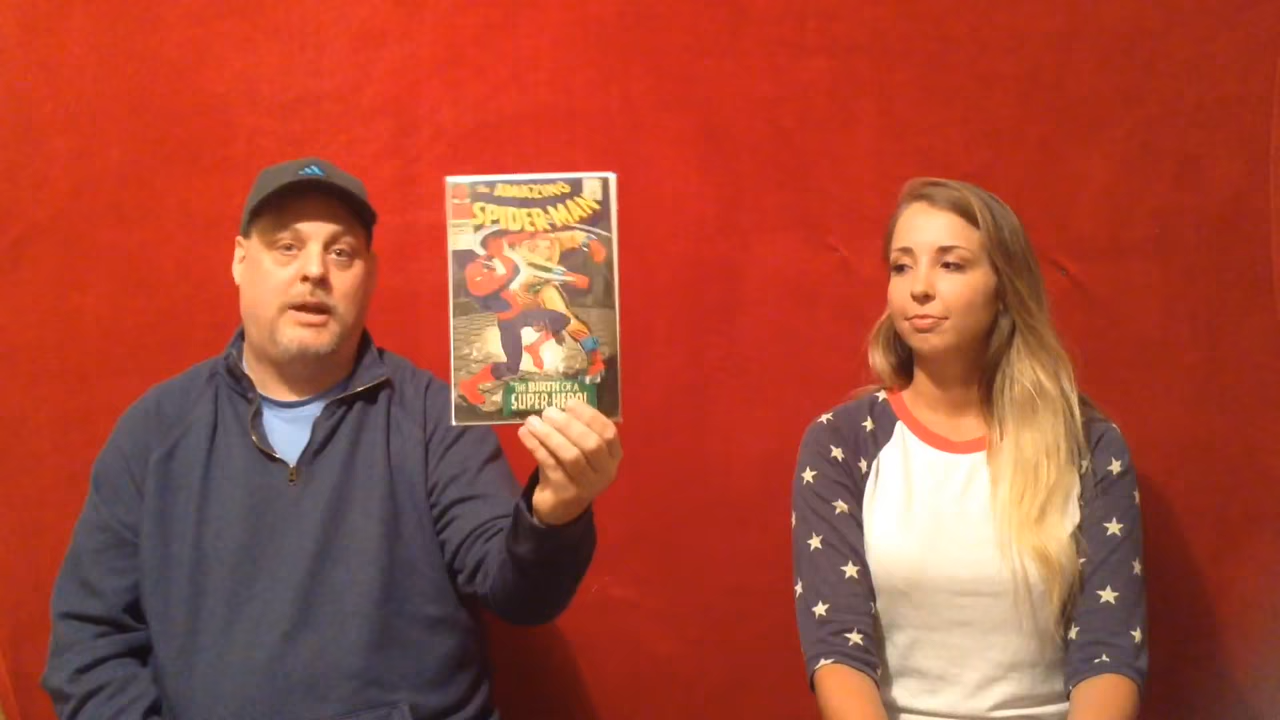 THE AMAZING
SPIDER-MAN
"THE BIRTH OF A
SUPER-HERO!